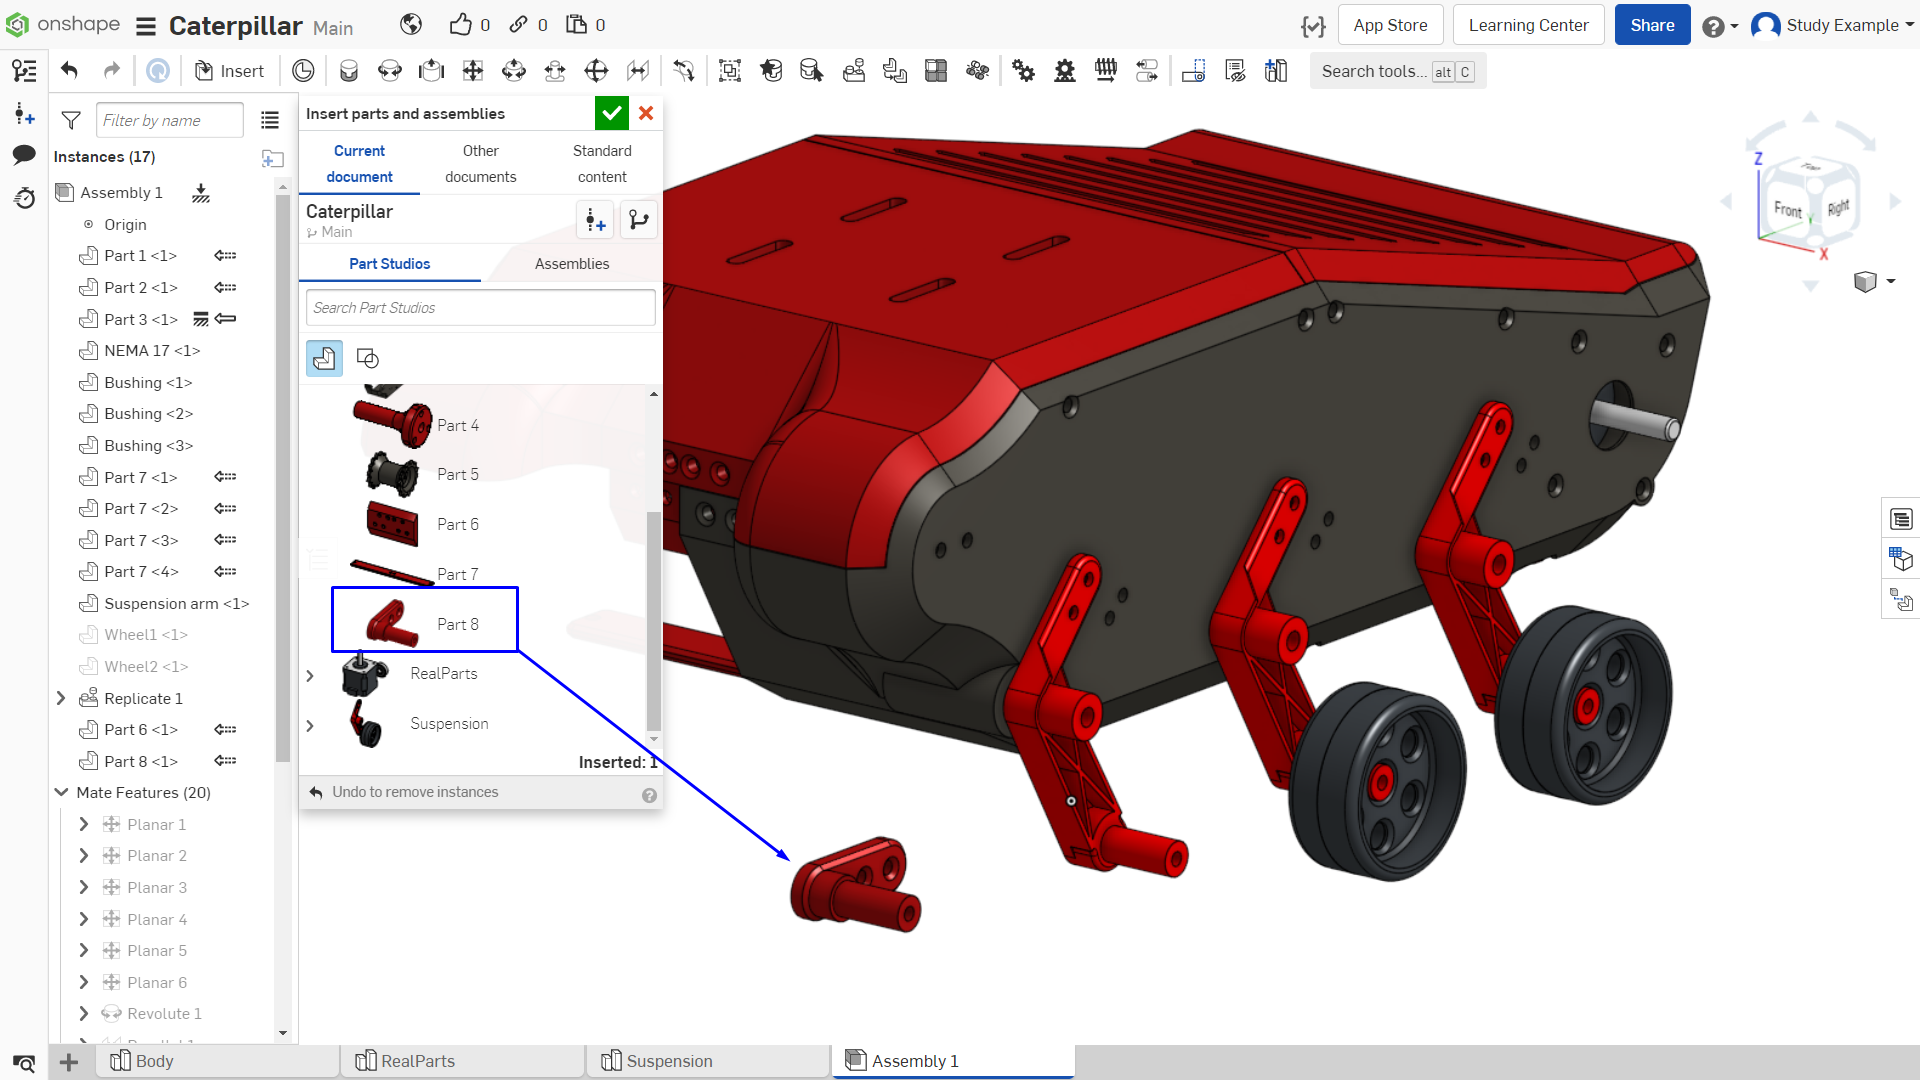 onshape
Caterpillar Main
0
0
0
App Store
Learning Center
Share
Study Example
Insert
Search tools... alt C
Filter by name
Instances (17)
Assembly 1
Origin
Part 1 <1>
Part 2 <1>
Part 3 <1>
NEMA 17 <1>
Bushing <1>
Bushing <2>
Bushing <3>
Part 7 <1>
Part 7 <2>
Part 7 <3>
Part 7 <4>
Suspension arm <1>
Wheel1 <1>
Wheel2 <1>
Replicate 1
Part 6 <1>
Part 8 <1>
Mate Features (20)
Planar 1
Planar 2
Planar 3
Planar 4
Planar 5
Planar 6
Revolute 1
Insert parts and assemblies
Current document
Other documents
Standard content
Caterpillar
Main
Part Studios
Assemblies
Search Part Studios
Part 4
Part 5
Part 6
Part 7
Part 8
RealParts
Suspension
Inserted: 1
Undo to remove instances
Z
Top
Front
Right
Y
X
Body
RealParts
Suspension
Assembly 1